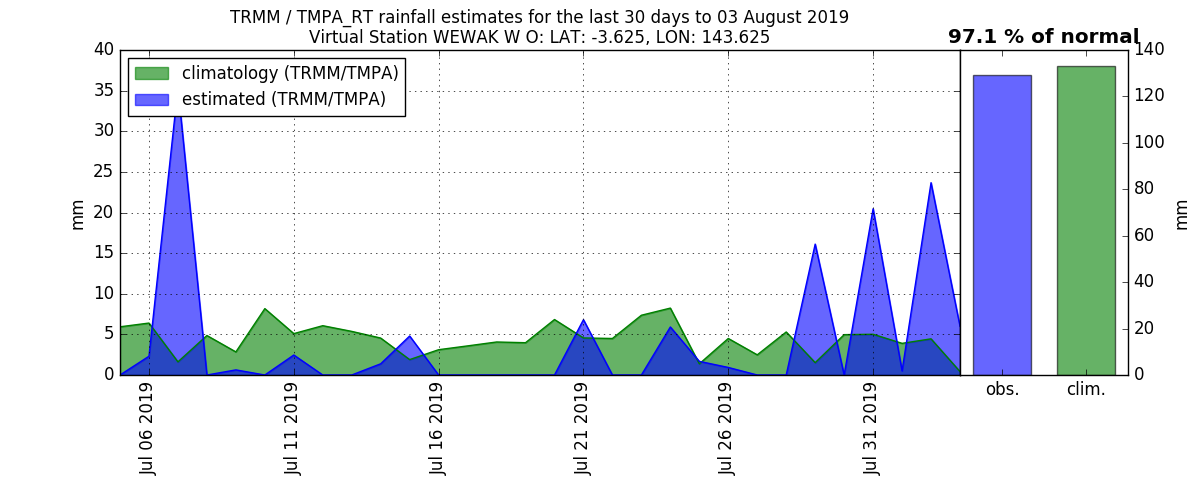 TRMM / TMPA_RT rainfall estimates for the last 30 days to 03 August 2019
Virtual Station WEWAK W O: LAT: -3.625, LON: 143.625
97.1 % of normal
climatology (TRMM/TMPA)
estimated (TRMM/TMPA)
mm
40
35
30
25
20
15
10
5
0
Jul 06 2019
Jul 11 2019
Jul 16 2019
Jul 21 2019
Jul 26 2019
Jul 31 2019
obs.
clim.
140
120
100
80
60
40
20
0
mm